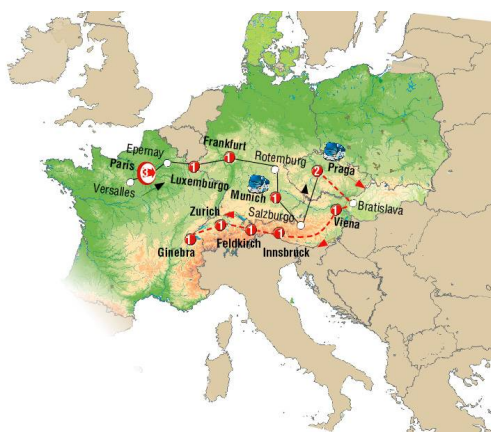 Epernay
Frankfurt
1
1
Rotemburg
2
Praga
Paris
3
Luxemburgo
Versalles
Munich
1
Bratislava
Salzburgo
1
Viena
Zurich
1
1
Feldkirch
1
1
Ginebra
Innsbruck